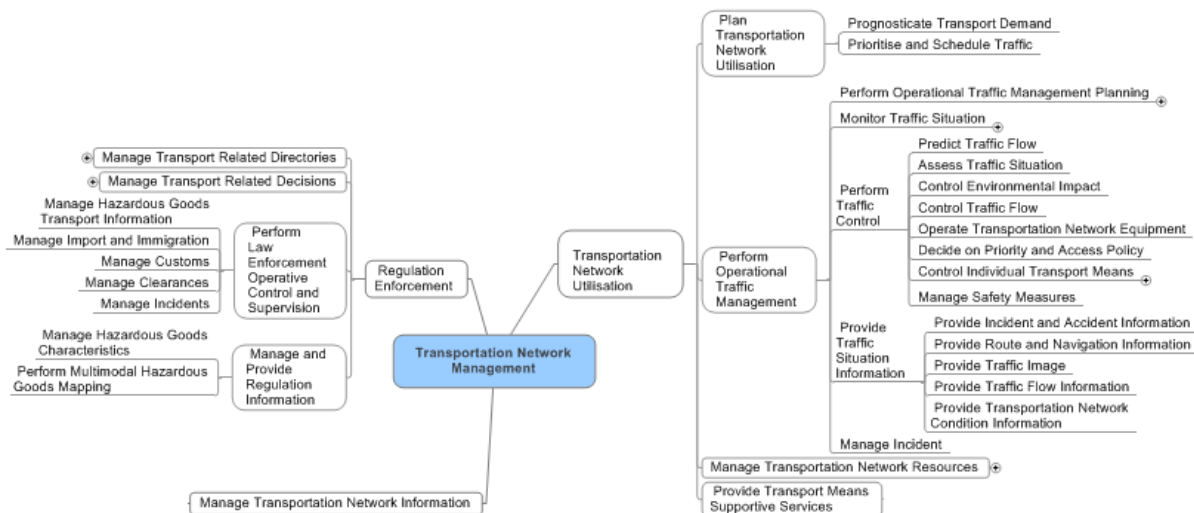 Plan
Transportation
Network
Utilisation
Prognosticate Transport Demand
Prioritise and Schedule Traffic
Perform Operational Traffic Management Planning
Monitor Traffic Situation
Predict Traffic Flow
Assess Traffic Situation
Control Environmental Impact
Control Traffic Flow
Operate Transportation Network Equipment
Decide on Priority and Access Policy
Control Individual Transport Means
Manage Safety Measures
Perform
Traffic
Control
Manage Transport Related Directories
Manage Transport Related Decisions
Manage Hazardous Goods
Transport Information
Manage Import and Immigration
Manage Customs
Manage Clearances
Manage Incidents
Perform
Law
Enforcement
Operative
Control and
Supervision
Regulation
Enforcement
Transportation
Network
Utilisation
Perform
Operational
Traffic
Management
Provide
Traffic
Situation
Information
Provide Incident and Accident Information
Provide Route and Navigation Information
Provide Traffic Image
Provide Traffic Flow Information
Provide Transportation Network
Condition Information
Manage Incident
Manage Hazardous Goods
Characteristics
Perform Multimodal Hazardous
Goods Mapping
Manage and
Provide
Regulation
Information
Transportation Network
Management
Manage Transportation Network Resources
Provide Transport Means
Supportive Services
Manage Transportation Network Information